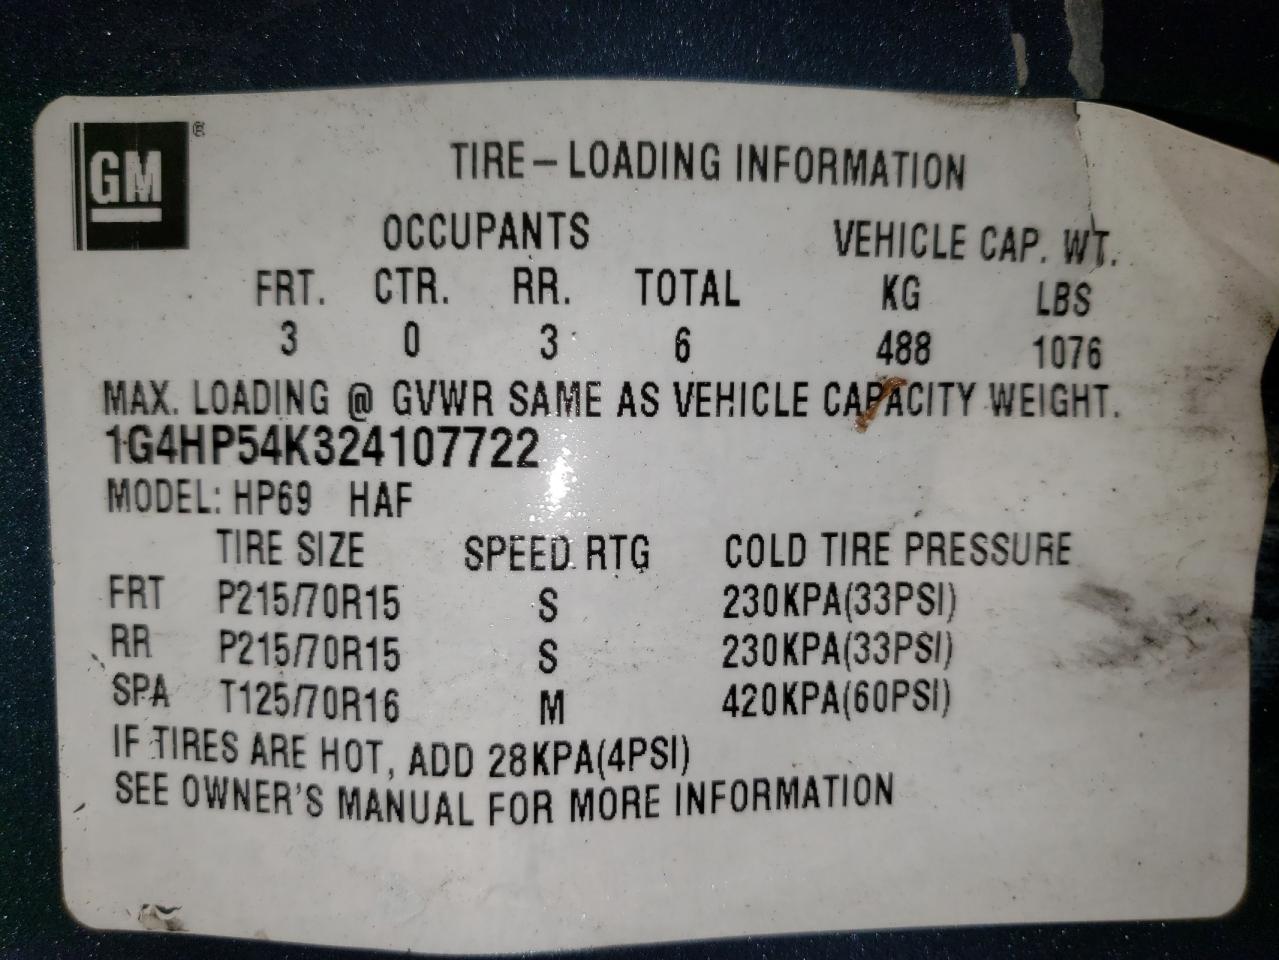 GM ®
TIRE – LOADING INFORMATION
OCCUPANTS VEHICLE CAP. WT.
FRT. CTR. RR. TOTAL KG LBS
3 0 3 6 488 1076
MAX. LOADING @ GVWR SAME AS VEHICLE CAPACITY WEIGHT.
1G4HP54K324107722
MODEL: HP69 HAF
TIRE SIZE SPEED RTG COLD TIRE PRESSURE
FRT P215/70R15 S 230KPA(33PSI)
RR P215/70R15 S 230KPA(33PSI)
SPA T125/70R16 M 420KPA(60PSI)
IF TIRES ARE HOT, ADD 28KPA(4PSI)
SEE OWNER'S MANUAL FOR MORE INFORMATION